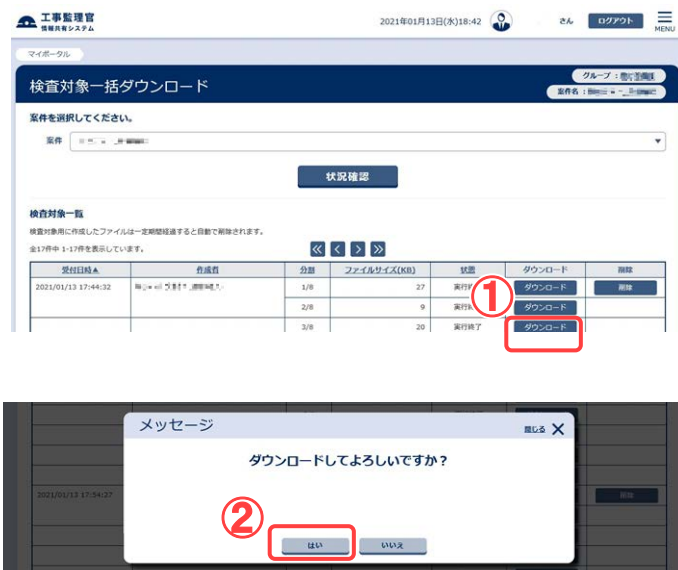 工事監理官
情報共有システム
2021年01月13日(水)18:42
さん
ログアウト
MENU
マイポータル
検査対象一括ダウンロード
グループ：
案件名：
案件を選択してください。
案件
状況確認
検査対象一覧
検査対象用に作成したファイルは一定期間経過すると自動で削除されます。
全17件中 1-17件を表示しています。
受付日時▲ 作成者 分割 ファイルサイズ(KB) 状態 ダウンロード 削除
2021/01/13 17:44:32 1/8 27 ダウンロード 削除
2/8 9 ダウンロード
3/8 20 実行終了 ダウンロード
①
メッセージ
閉じる ×
ダウンロードしてよろしいですか？
2021/01/13 17:54:27
削除
②
はい
いいえ